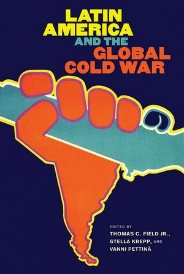 LATIN
AMERICA
AND THE
GLOBAL
COLD WAR
EDITED BY
THOMAS C. FIELD JR.,
STELLA KREPP, AND
VANNI PETTINÀ